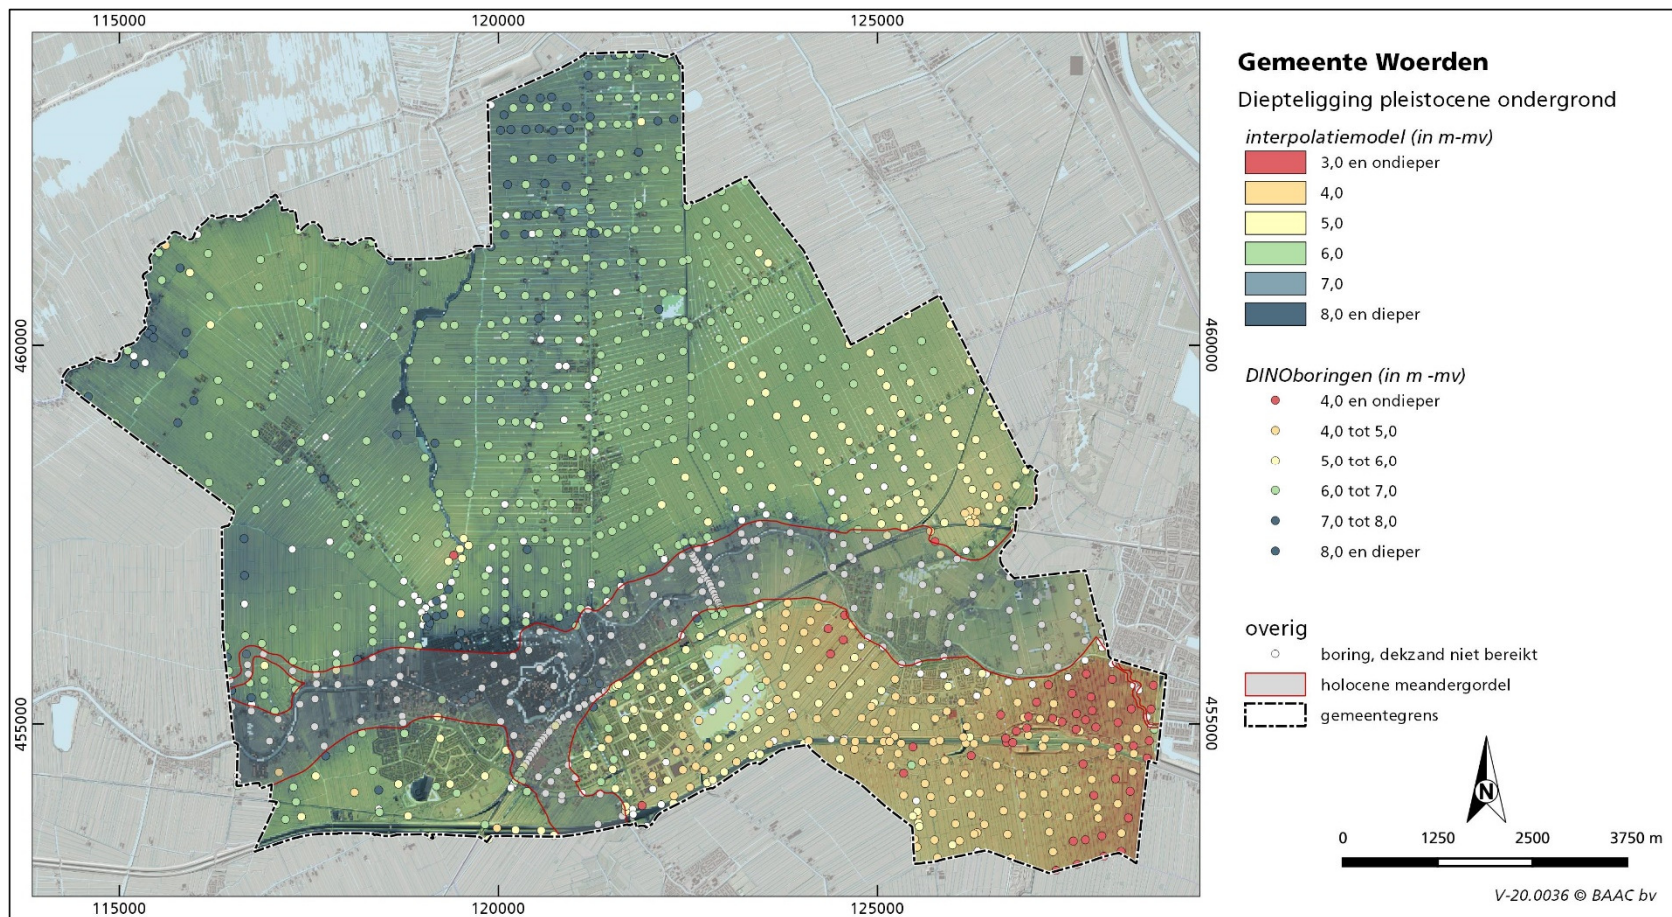 115000
120000
125000
460000
455000
460000
455000
115000
120000
125000
Gemeente Woerden
Diepteligging pleistocene ondergrond
interpolatiemodel (in m-mv)
3,0 en ondieper
4,0
5,0
6,0
7,0
8,0 en dieper
DINOboringen (in m -mv)
4,0 en ondieper
4,0 tot 5,0
5,0 tot 6,0
6,0 tot 7,0
7,0 tot 8,0
8,0 en dieper
overig
boring, dekzand niet bereikt
holocene meandergordel
gemeentegrens
N
0 1250 2500 3750 m
V-20.0036 © BAAC bv